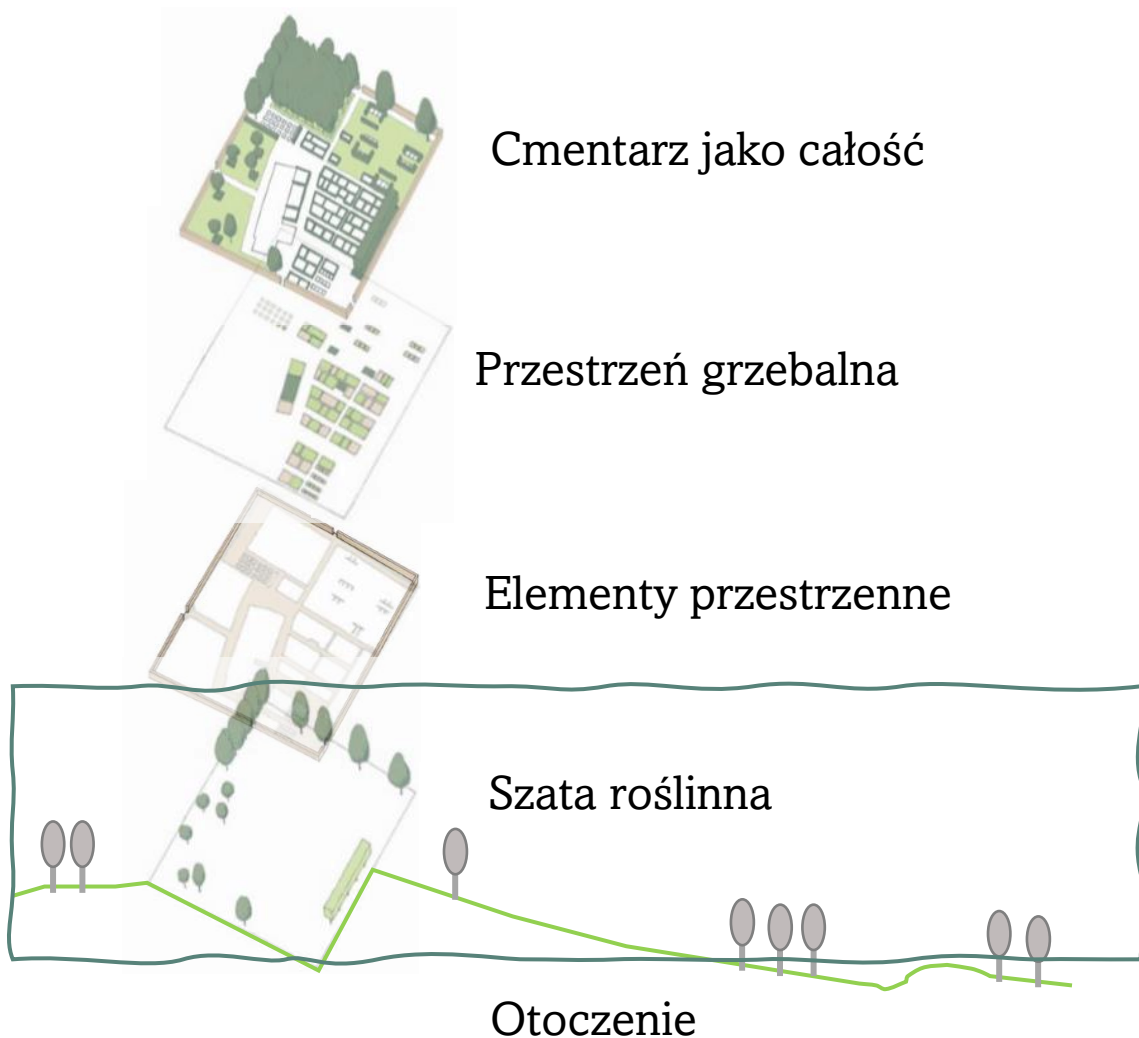 Cmentarz jako całość
Przestrzeń grzebalna
Elementy przestrzenne
Szata roślinna
Otoczenie